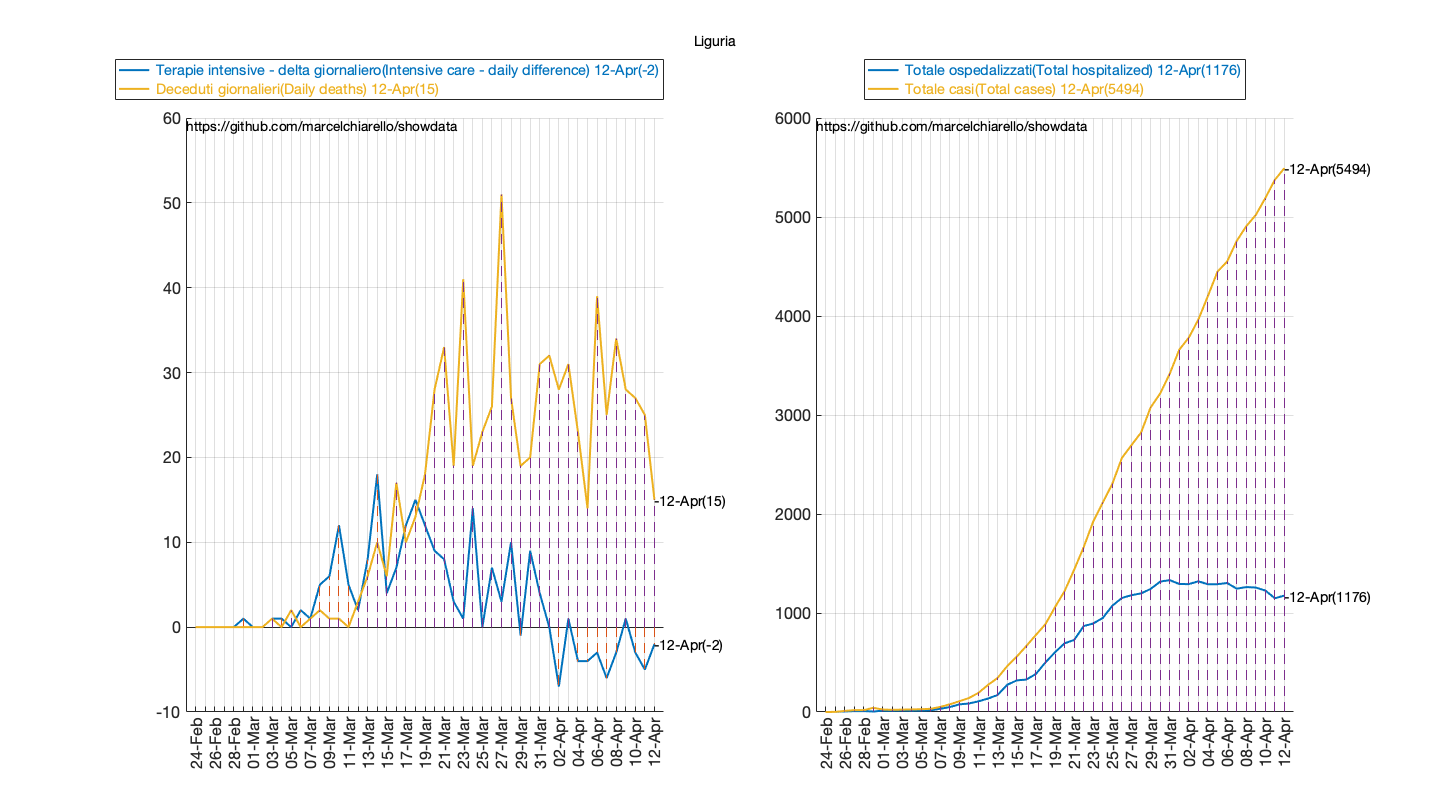 Liguria
Terapie intensive - delta giornaliero(Intensive care - daily difference) 12-Apr(-2)
Deceduti giornalieri(Daily deaths) 12-Apr(15)
https://github.com/marcelchiarello/showdata
60
50
40
30
20
10
0
-10
12-Apr(15)
12-Apr(-2)
24-Feb
26-Feb
28-Feb
01-Mar
03-Mar
05-Mar
07-Mar
09-Mar
11-Mar
13-Mar
15-Mar
17-Mar
19-Mar
21-Mar
23-Mar
25-Mar
27-Mar
29-Mar
31-Mar
02-Apr
04-Apr
06-Apr
08-Apr
10-Apr
12-Apr
Totale ospedalizzati(Total hospitalized) 12-Apr(1176)
Totale casi(Total cases) 12-Apr(5494)
https://github.com/marcelchiarello/showdata
6000
5000
4000
3000
2000
1000
0
12-Apr(5494)
12-Apr(1176)
24-Feb
26-Feb
28-Feb
01-Mar
03-Mar
05-Mar
07-Mar
09-Mar
11-Mar
13-Mar
15-Mar
17-Mar
19-Mar
21-Mar
23-Mar
25-Mar
27-Mar
29-Mar
31-Mar
02-Apr
04-Apr
06-Apr
08-Apr
10-Apr
12-Apr